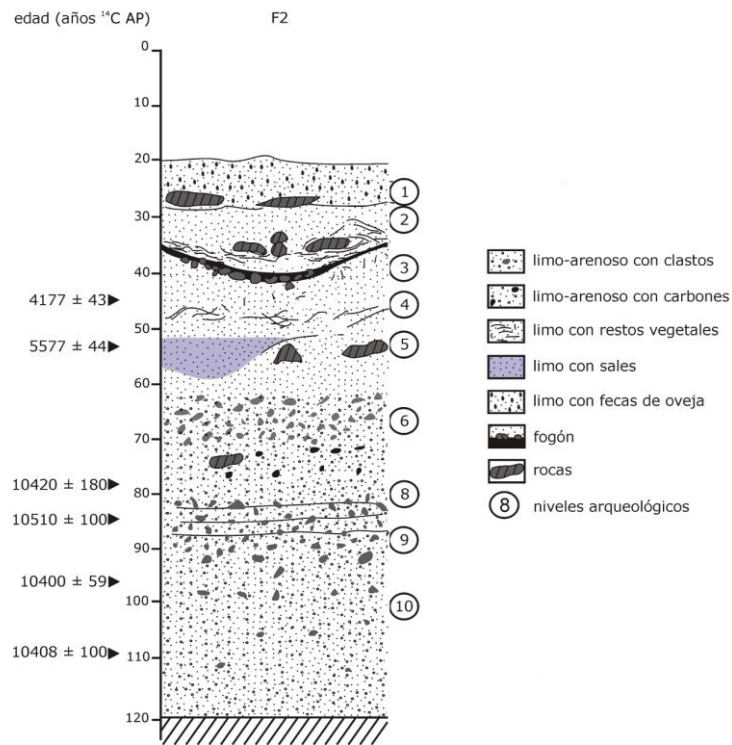 edad (años ¹⁴C AP)
F2
0
10
20
30
40
50
60
70
80
90
100
110
120
4177 ± 43
5577 ± 44
10420 ± 180
10510 ± 100
10400 ± 59
10408 ± 100
1
2
3
4
5
6
8
9
10
limo-arenoso con clastos
limo-arenoso con carbones
limo con restos vegetales
limo con sales
limo con fecas de oveja
fogón
rocas
8 niveles arqueológicos